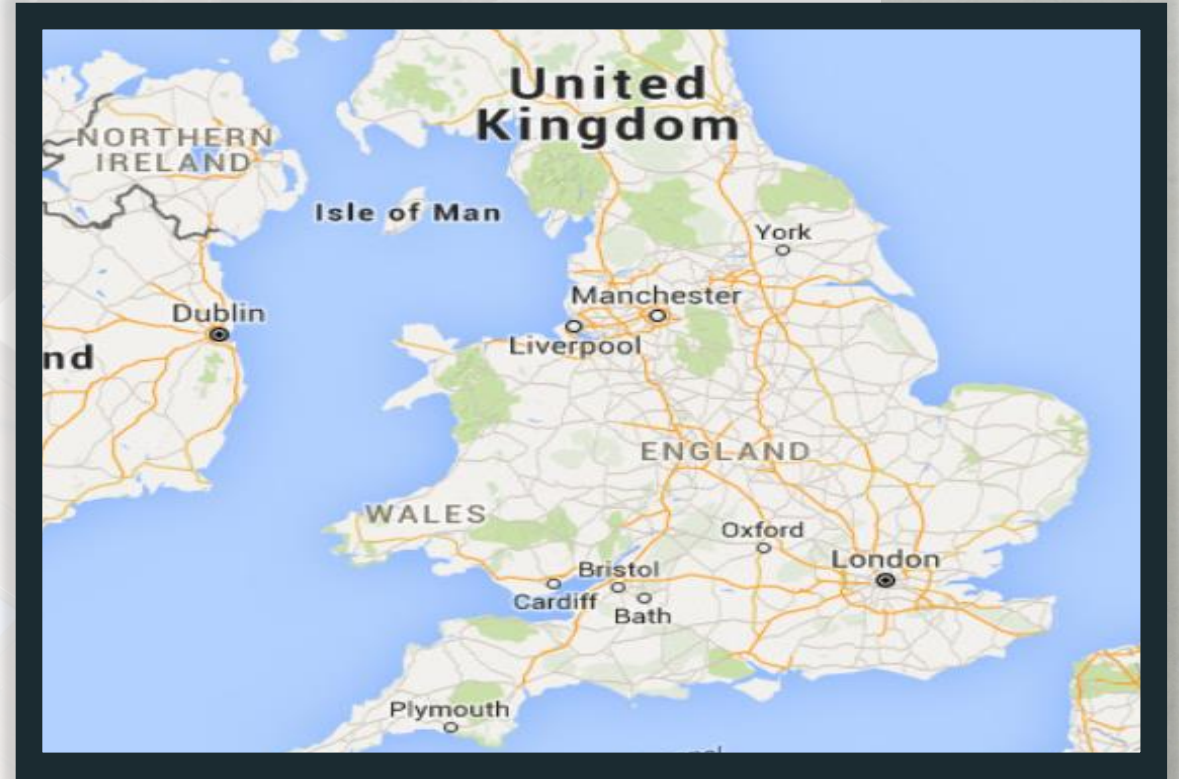 United
Kingdom
NORTHERN
IRELAND
Isle of Man
York
Manchester
Dublin
Liverpool
nd
ENGLAND
WALES
Oxford
London
Bristol
Cardiff
Bath
Plymouth